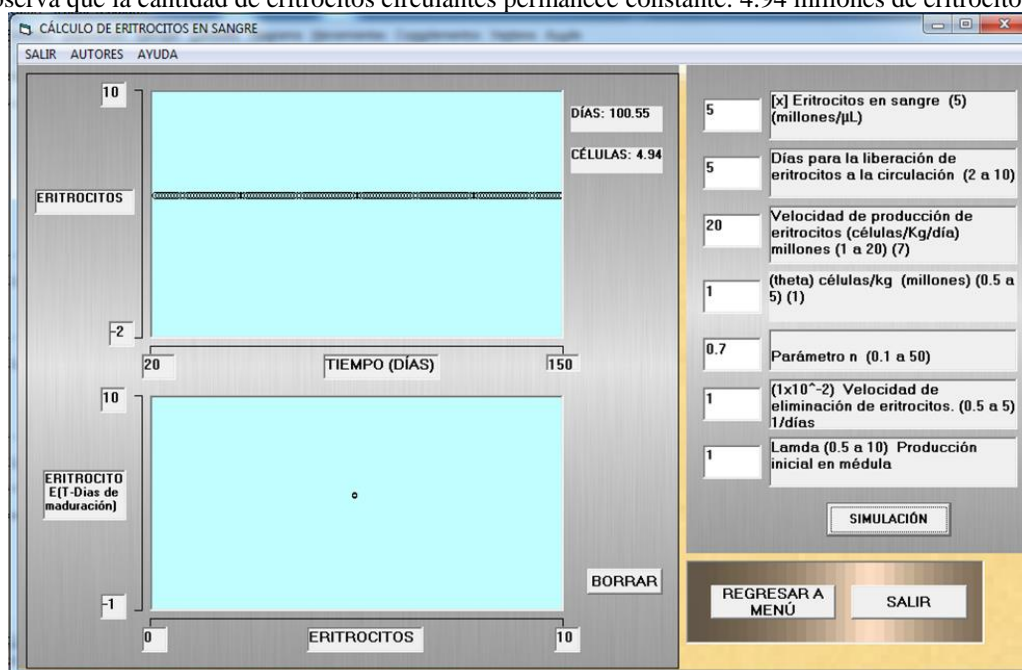 observa que la cantidad de eritrocitos circulantes permanece constante: 4.94 millones de eritrocito
CÁLCULO DE ERITROCITOS EN SANGRE
SALIR AUTORES AYUDA
10
ERITROCITOS
-2
20
TIEMPO (DÍAS)
150
DÍAS: 100.55
CÉLULAS: 4.94
10
ERITROCITO
E(T-Dias de
maduración)
-1
0
ERITROCITOS
10
BORRAR
5
[x] Eritrocitos en sangre (5)
(millones/µL)
5
Días para la liberación de
eritrocitos a la circulación (2 a 10)
20
Velocidad de producción de
eritrocitos (células/Kg/día)
millones (1 a 20) (7)
1
(theta) células/kg (millones) (0.5 a
5) (1)
0.7
Parámetro n (0.1 a 50)
1
(1x10^-2) Velocidad de
eliminación de eritrocitos. (0.5 a 5)
1/días
1
Lamda (0.5 a 10) Producción
inicial en médula
SIMULACIÓN
REGRESAR A
MENÚ
SALIR